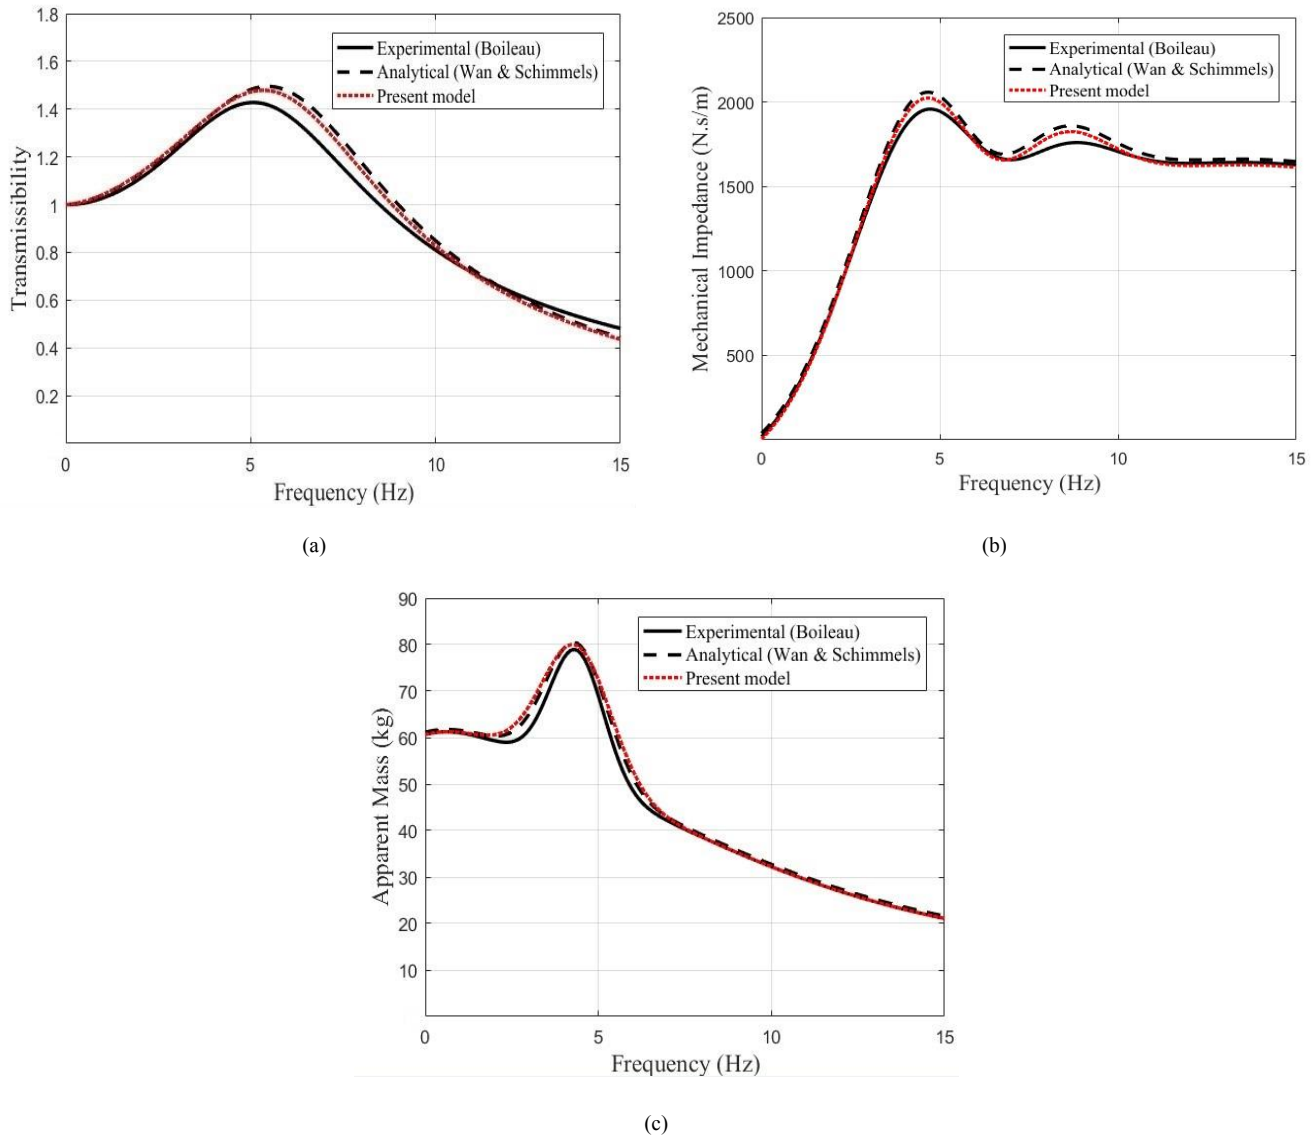 1.8
1.6
1.4
1.2
1
0.8
0.6
0.4
0.2
Transmissibility
Experimental (Boileau)
Analytical (Wan & Schimmels)
Present model
0
5
10
15
Frequency (Hz)
(a)
2500
2000
1500
1000
500
Mechanical Impedance (N.s/m)
Experimental (Boileau)
Analytical (Wan & Schimmels)
Present model
0
5
10
15
Frequency (Hz)
(b)
90
80
70
60
50
40
30
20
10
Apparent Mass (kg)
Experimental (Boileau)
Analytical (Wan & Schimmels)
Present model
0
5
10
15
Frequency (Hz)
(c)